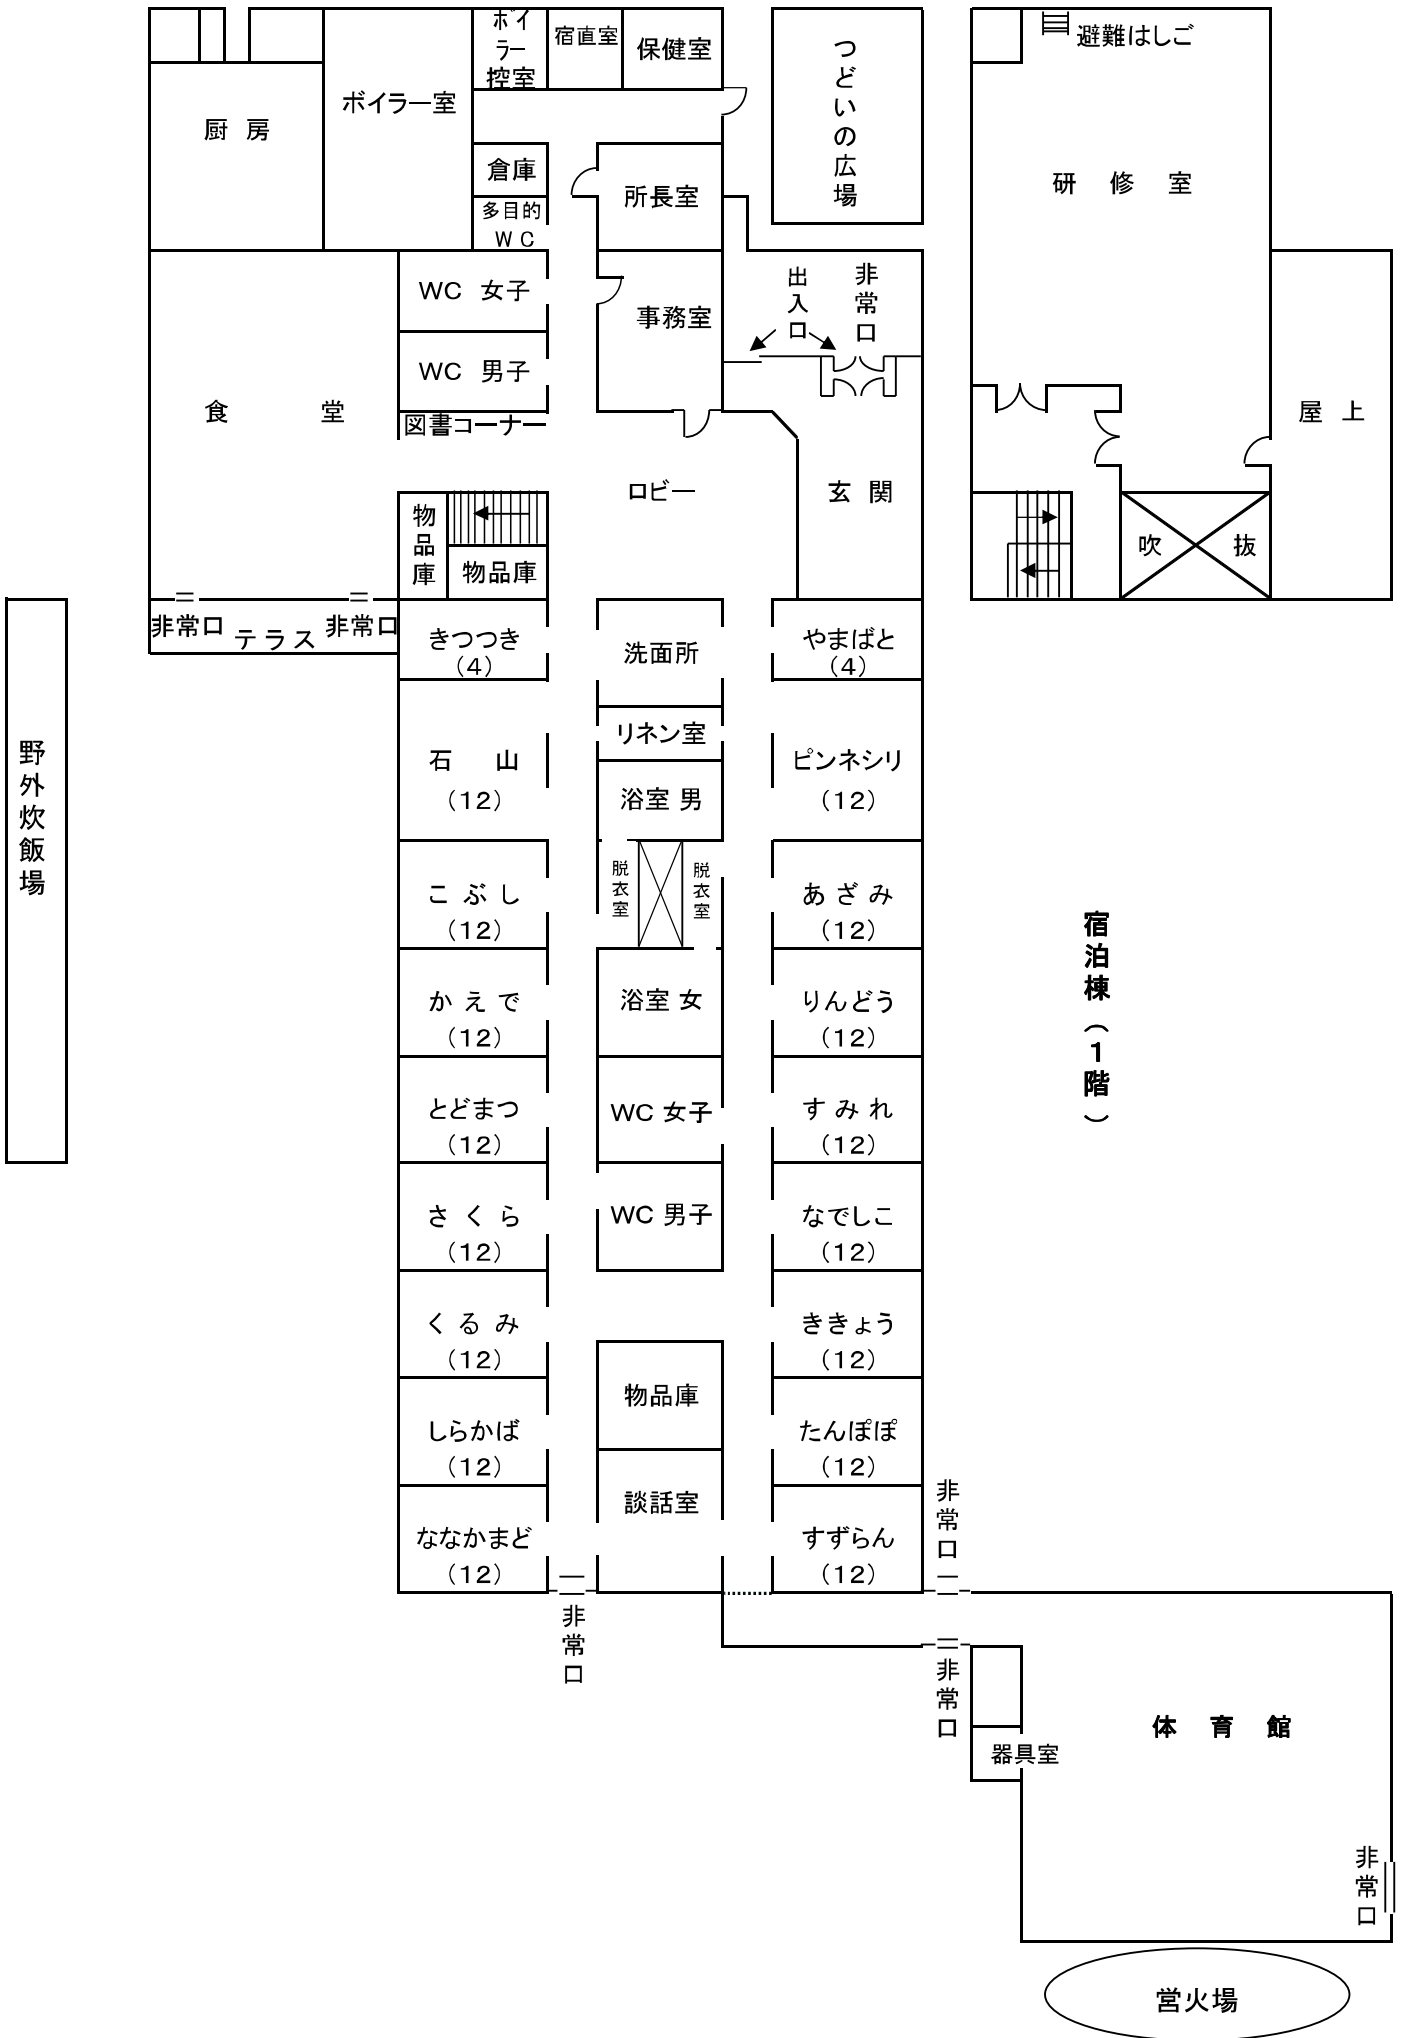 ボイラー控室
宿直室
保健室
つどいの広場
避難はしご
厨 房
ボイラー室
倉庫
多目的
ＷＣ
所長室
研 修 室
WC 女子
事務室
出入口
非常口
WC 男子
食 堂
図書コーナー
屋 上
ロビー
玄 関
物品庫
物品庫
吹 抜
非常口
テラス
非常口
きつつき
（４）
洗面所
やまばと
（４）
野外炊飯場
石 山
（１２）
リネン室
浴室 男
ピンネシリ
（１２）
こ ぶ し
（１２）
脱衣室
脱衣室
あ ざ み
（１２）
宿泊棟（１階）
か え で
（１２）
浴室 女
りんどう
（１２）
とどまつ
（１２）
WC 女子
す み れ
（１２）
さ く ら
（１２）
WC 男子
なでしこ
（１２）
く る み
（１２）
ききょう
（１２）
しらかば
（１２）
物品庫
たんぽぽ
（１２）
ななかまど
（１２）
談話室
すずらん
（１２）
非常口
非常口
非常口
体 育 館
器具室
非常口
営火場